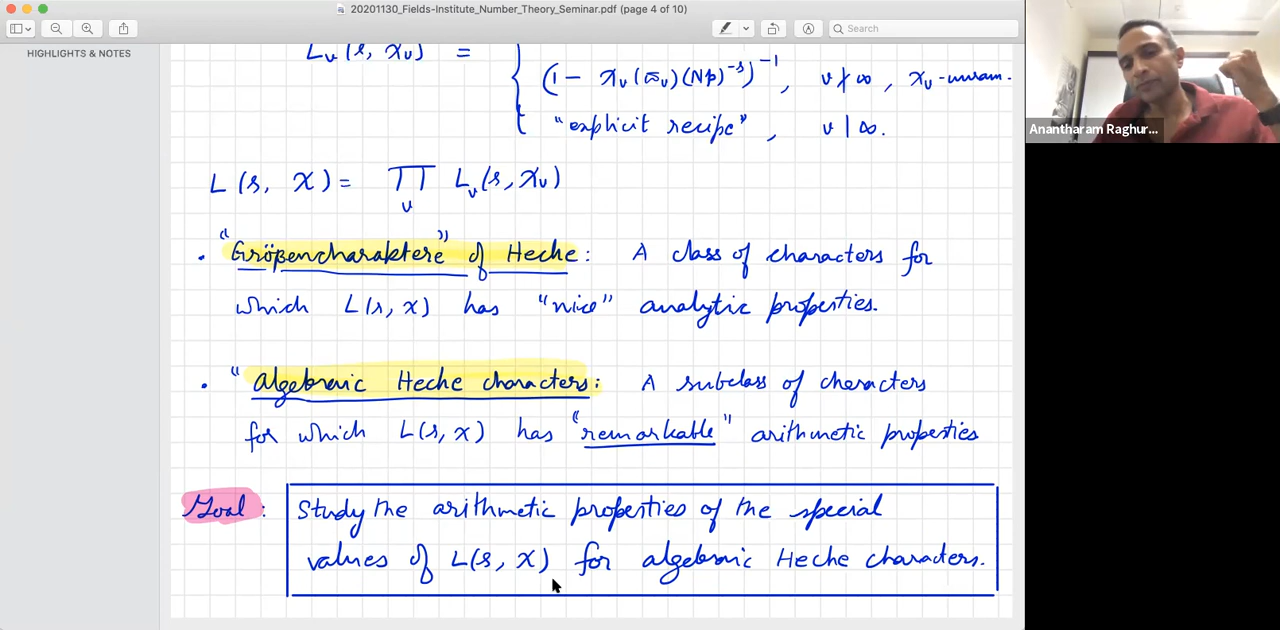 20201130_Fields-Institute_Number_Theory_Seminar.pdf (page 4 of 10)
Search
HIGHLIGHTS & NOTES
Anantharam Raghur...
L_v(s, χ_v) = {
(1 - χ_v(ϖ_v)(Np)^{-s})^{-1}, v∤∞, χ_v-unram.
"explicit recipe", v|∞.
L(s, χ) = ∏_v L_v(s, χ_v)
. "Größencharaktere" of Hecke: A class of characters for
which L(s, χ) has "nice" analytic properties.
. "algebraic Hecke characters: A subclass of characters
for which L(s, χ) has "remarkable" arithmetic properties
Goal: Study the arithmetic properties of the special
values of L(s, χ) for algebraic Hecke characters.